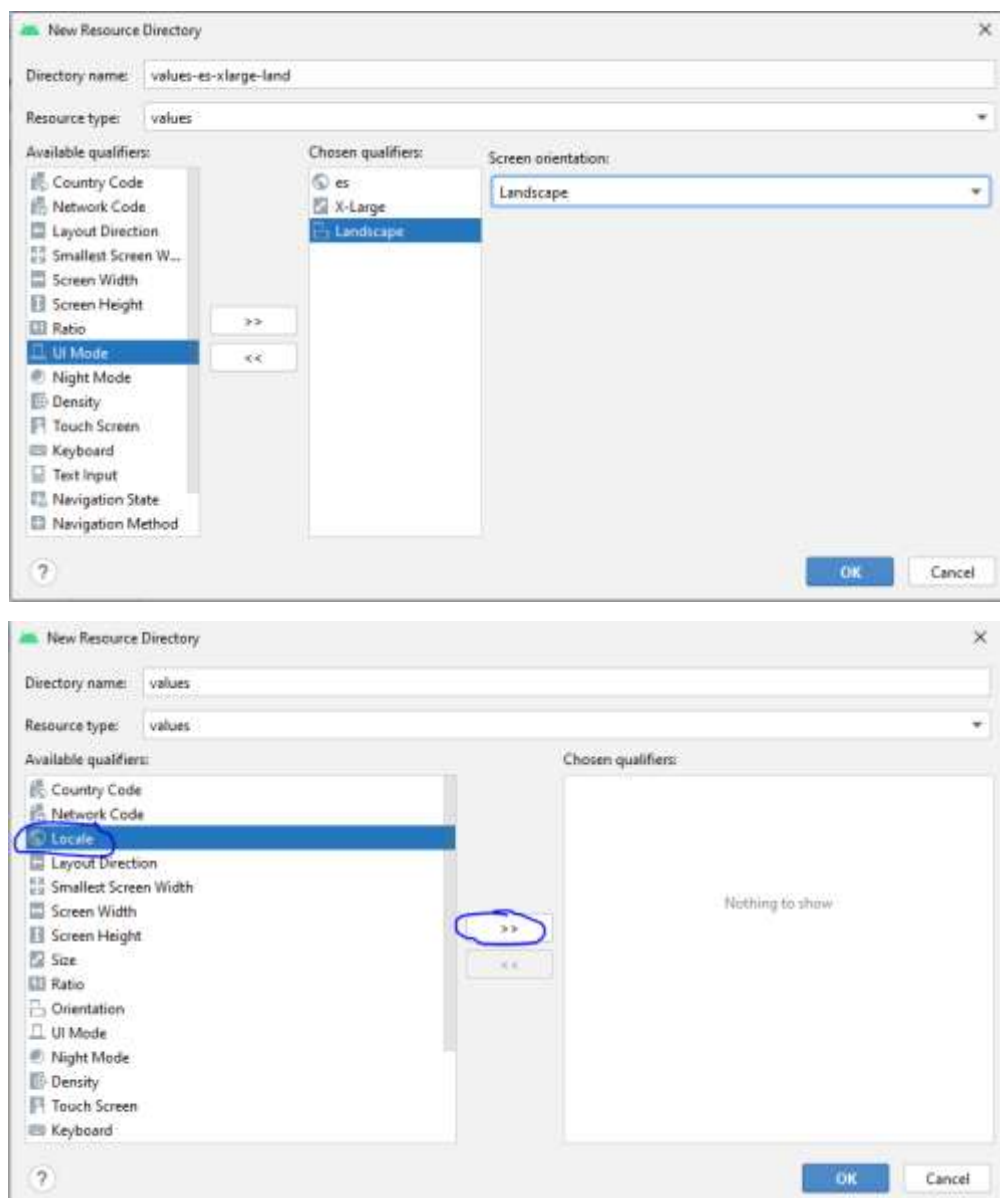 New Resource Directory
Directory name: values-es-xlarge-land
Resource type: values
Available qualifiers:
Country Code
Network Code
Layout Direction
Smallest Screen W...
Screen Width
Screen Height
Ratio
UI Mode
Night Mode
Density
Touch Screen
Keyboard
Text Input
Navigation State
Navigation Method
>>
<<
Chosen qualifiers:
es
X-Large
Landscape
Screen orientation:
Landscape
?
OK
Cancel
New Resource Directory
Directory name: values
Resource type: values
Available qualifiers:
Country Code
Network Code
Locale
Layout Direction
Smallest Screen Width
Screen Width
Screen Height
Size
Ratio
Orientation
UI Mode
Night Mode
Density
Touch Screen
Keyboard
>>
<<
Chosen qualifiers:
Nothing to show
?
OK
Cancel